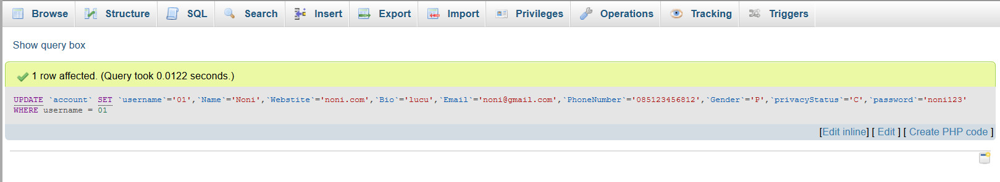 Browse Structure SQL Search Insert Export Import Privileges Operations Tracking Triggers
Show query box
1 row affected. (Query took 0.0122 seconds.)
UPDATE `account` SET `username`='01',`Name`='Noni',`Webstite`='noni.com',`Bio`='lucu',`Email`='noni@gmail.com',`PhoneNumber`='085123456812',`Gender`='P',`privacyStatus`='C',`password`='noni123'
WHERE username = 01
[Edit inline] [ Edit ] [ Create PHP code ]